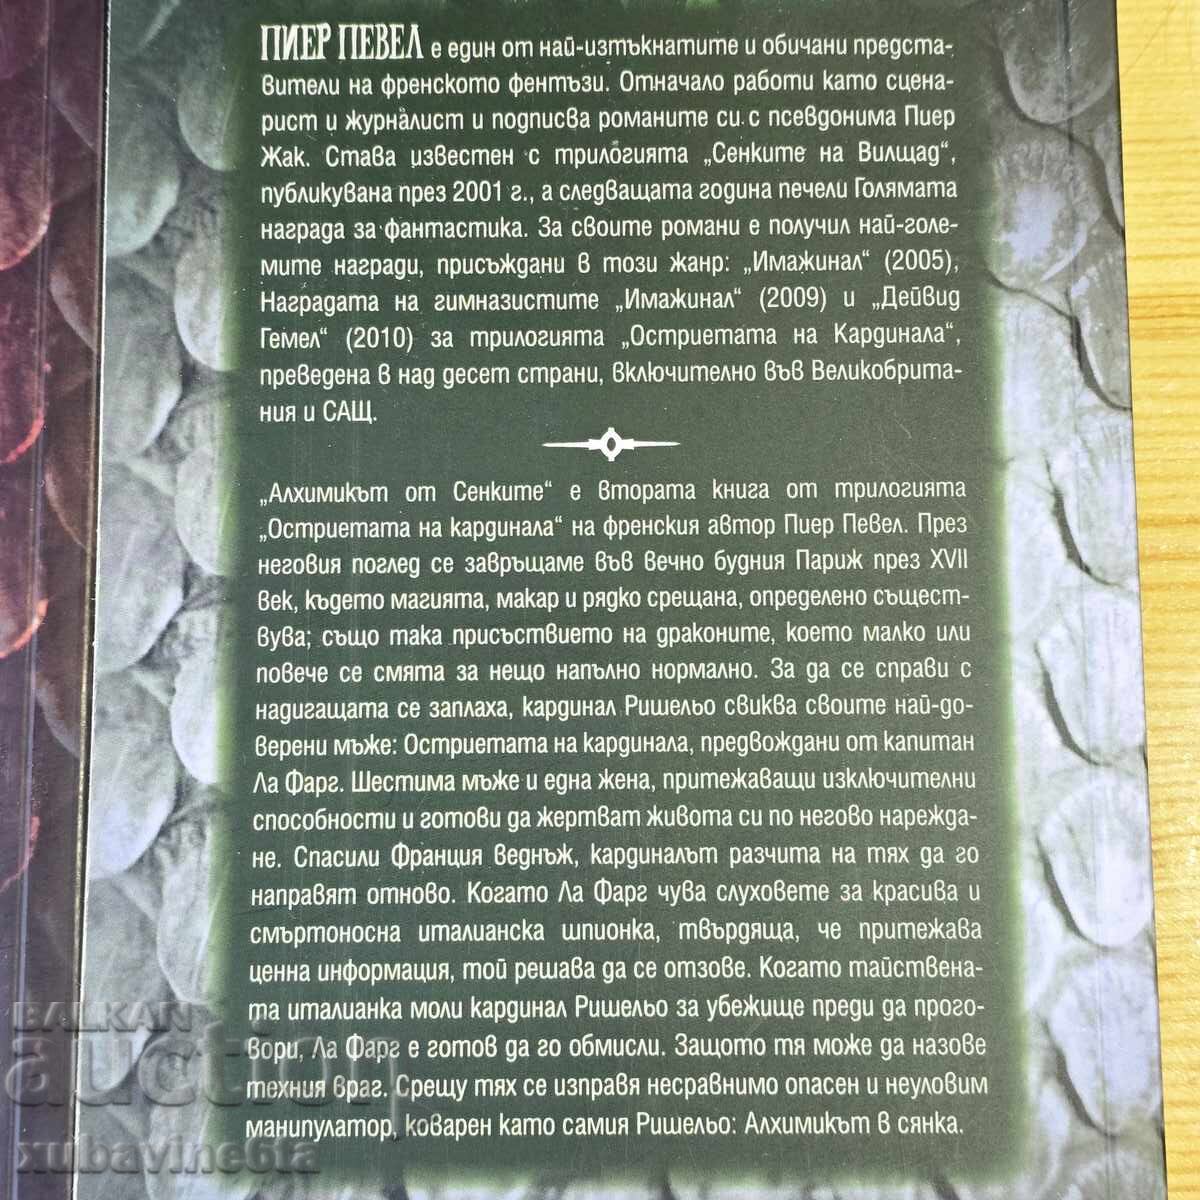 ПИЕР ПЕВЕЛ е един от най-изтъкнатите и обичани предста-
вители на френското фентъзи. Отначало работи като сцена-
рист и журналист и подписва романите си с псевдонима Пиер
Жак. Става известен с трилогията „Сенките на Вилщад“,
публикувана през 2001 г., а следващата година печели Голямата
награда за фантастика. За своите романи е получил най-голе-
мите награди, присъждани в този жанр: „Имажинал“ (2005),
Наградата на гимназистите „Имажинал“ (2009) и „Дейвид
Гемел“ (2010) за трилогията „Остриетата на Кардинала“,
преведена в над десет страни, включително във Великобрита-
ния и САЩ.
„Алхимикът от Сенките“ е втората книга от трилогията
„Остриетата на кардинала“ на френския автор Пиер Певел. През
неговия поглед се завръщаме във вечно будния Париж през XVII
век, където магията, макар и рядко срещана, определено същест-
вува; също така присъствието на драконите, което малко или
повече се смята за нещо напълно нормално. За да се справи с
надигащата се заплаха, кардинал Ришельо свиква своите най-до-
верени мъже: Остриетата на кардинала, предвождани от капитан
Ла Фарг. Шестима мъже и една жена, притежаващи изключителни
способности и готови да жертват живота си по негово нарежда-
не. Спасили Франция веднъж, кардиналът разчита на тях да го
направят отново. Когато Ла Фарг чува слуховете за красива и
смъртоносна италианска шпионка, твърдяща, че притежава
ценна информация, той решава да се отзове. Когато тайствена-
та италианка моли кардинал Ришельо за убежище преди да прого-
вори, Ла Фарг е готов да го обмисли. Защото тя може да назове
техния враг. Срещу тях се изправя несравнимо опасен и неуловим
манипулатор, коварен като самия Ришельо: Алхимикът в сянка.
BALKAN
auction
xubavine6ta